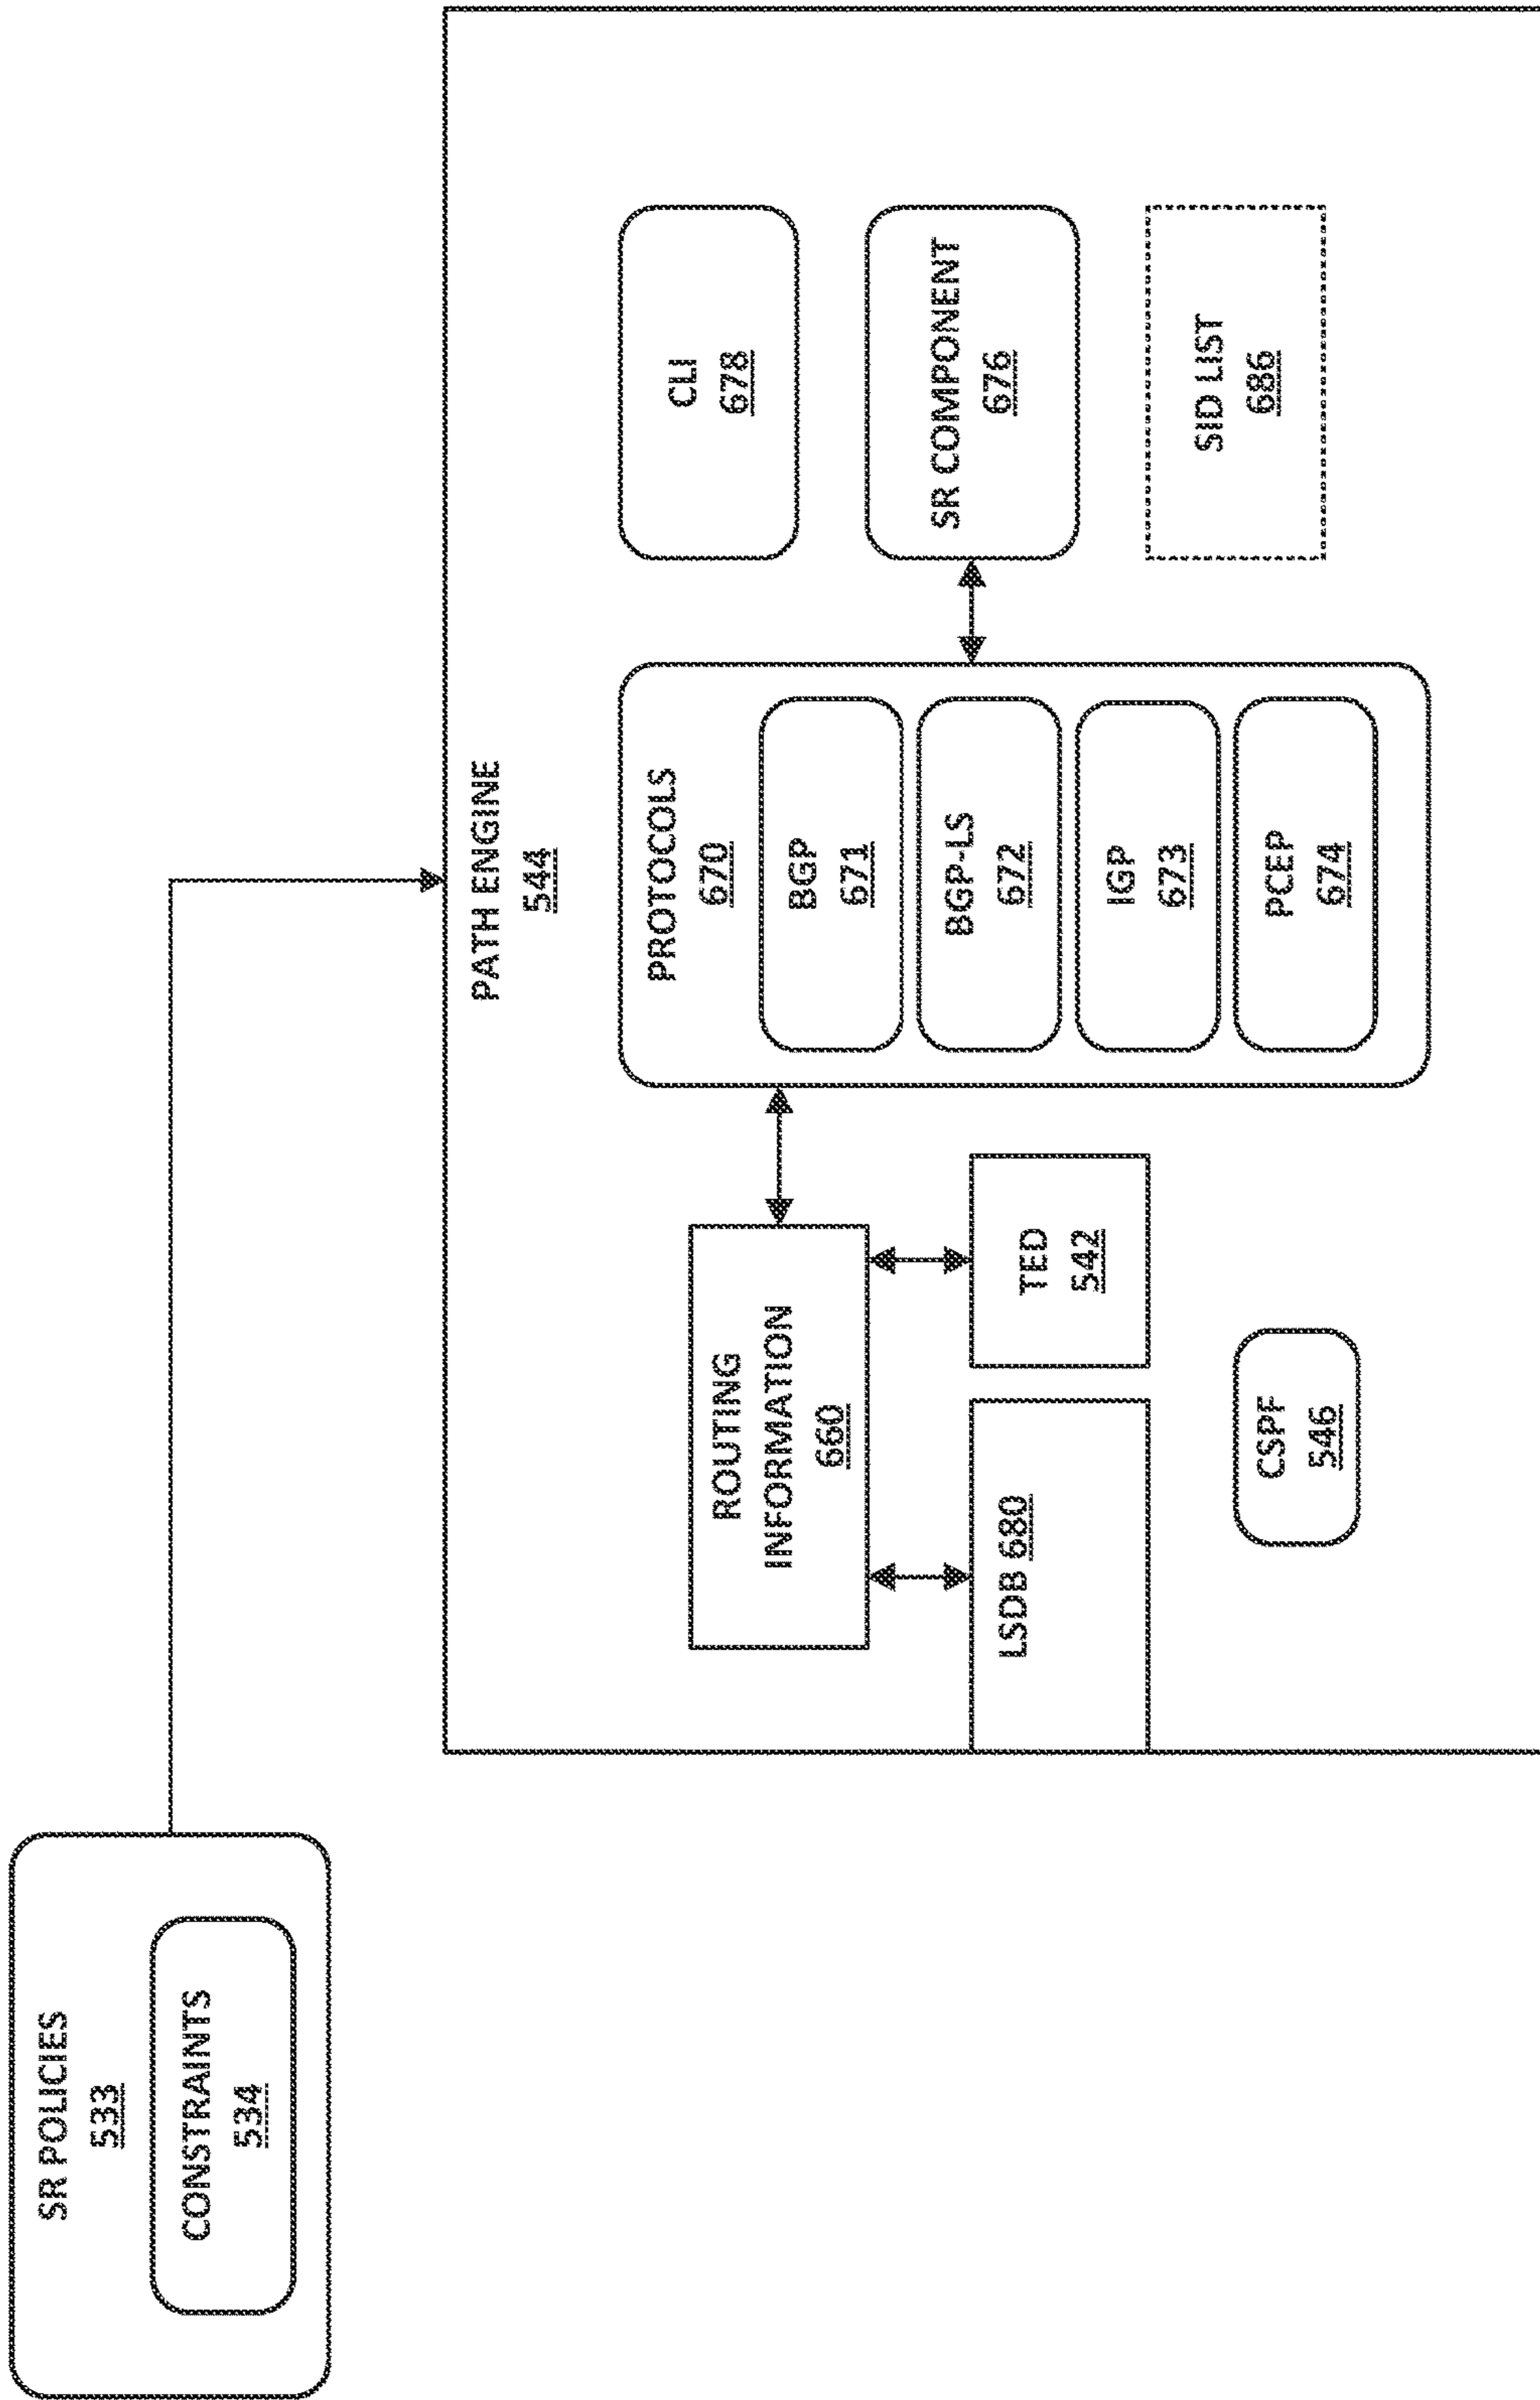 SR POLICIES
533
CONSTRAINTS
534
PATH ENGINE
544
ROUTING
INFORMATION
660
LSDB 680
TED
542
CSPF
546
PROTOCOLS
670
BGP
671
BGP-LS
672
IGP
673
PCEP
674
CLI
678
SR COMPONENT
676
SID LIST
686